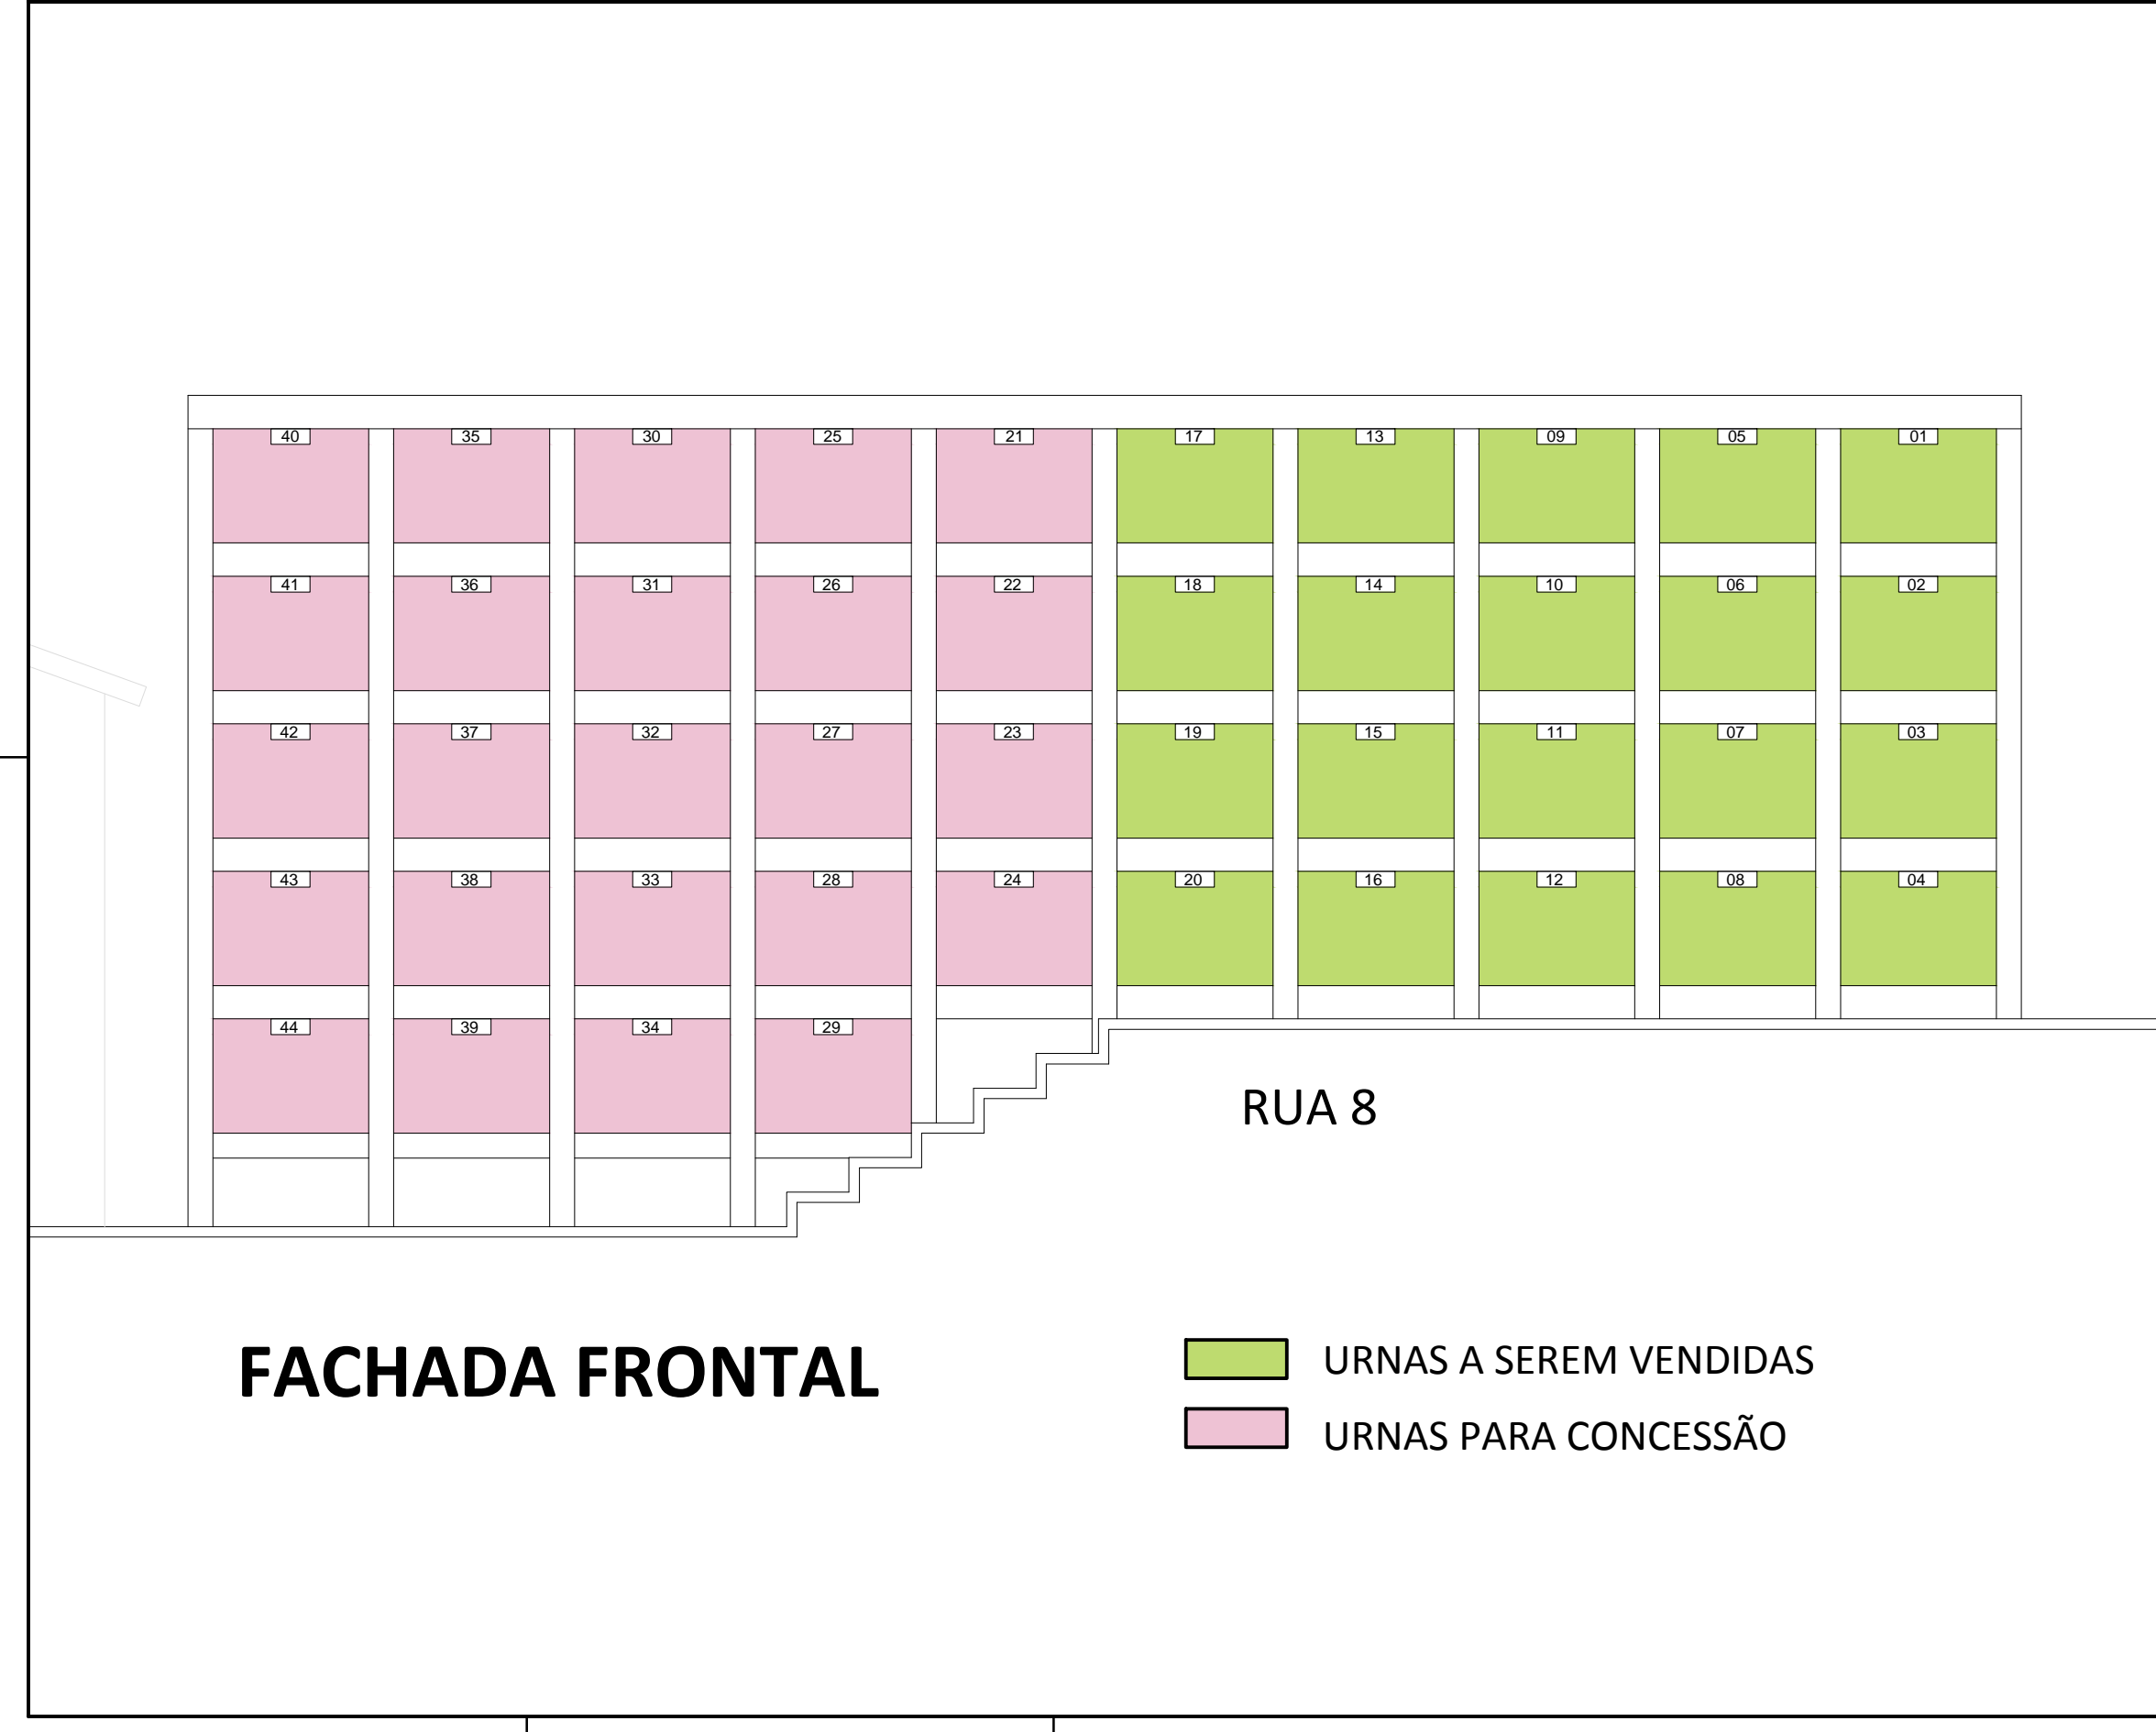 40 35 30 25 21 17 13 09 05 01
41 36 31 26 22 18 14 10 06 02
42 37 32 27 23 19 15 11 07 03
43 38 33 28 24 20 16 12 08 04
44 39 34 29
RUA 8
FACHADA FRONTAL
URNAS A SEREM VENDIDAS
URNAS PARA CONCESSÃO